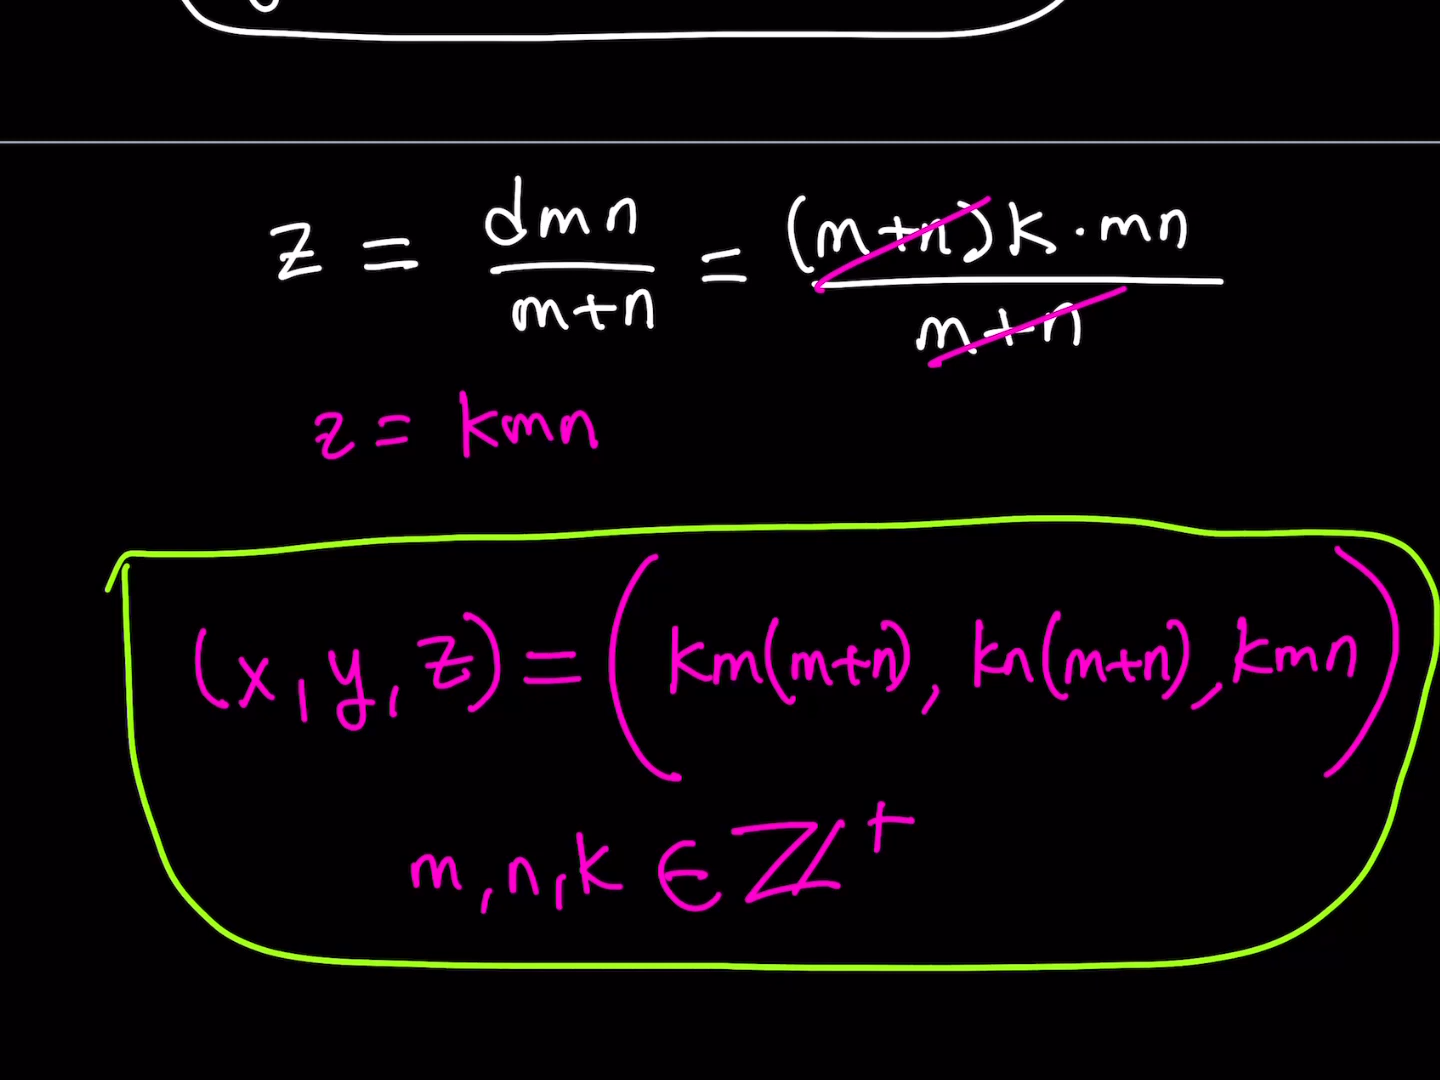 z = dmn/m+n = (m+n)k·mn/m+n
z = kmn
(x, y, z) = (km(m+n), kn(m+n), kmn)
m, n, k ∈ ℤ⁺